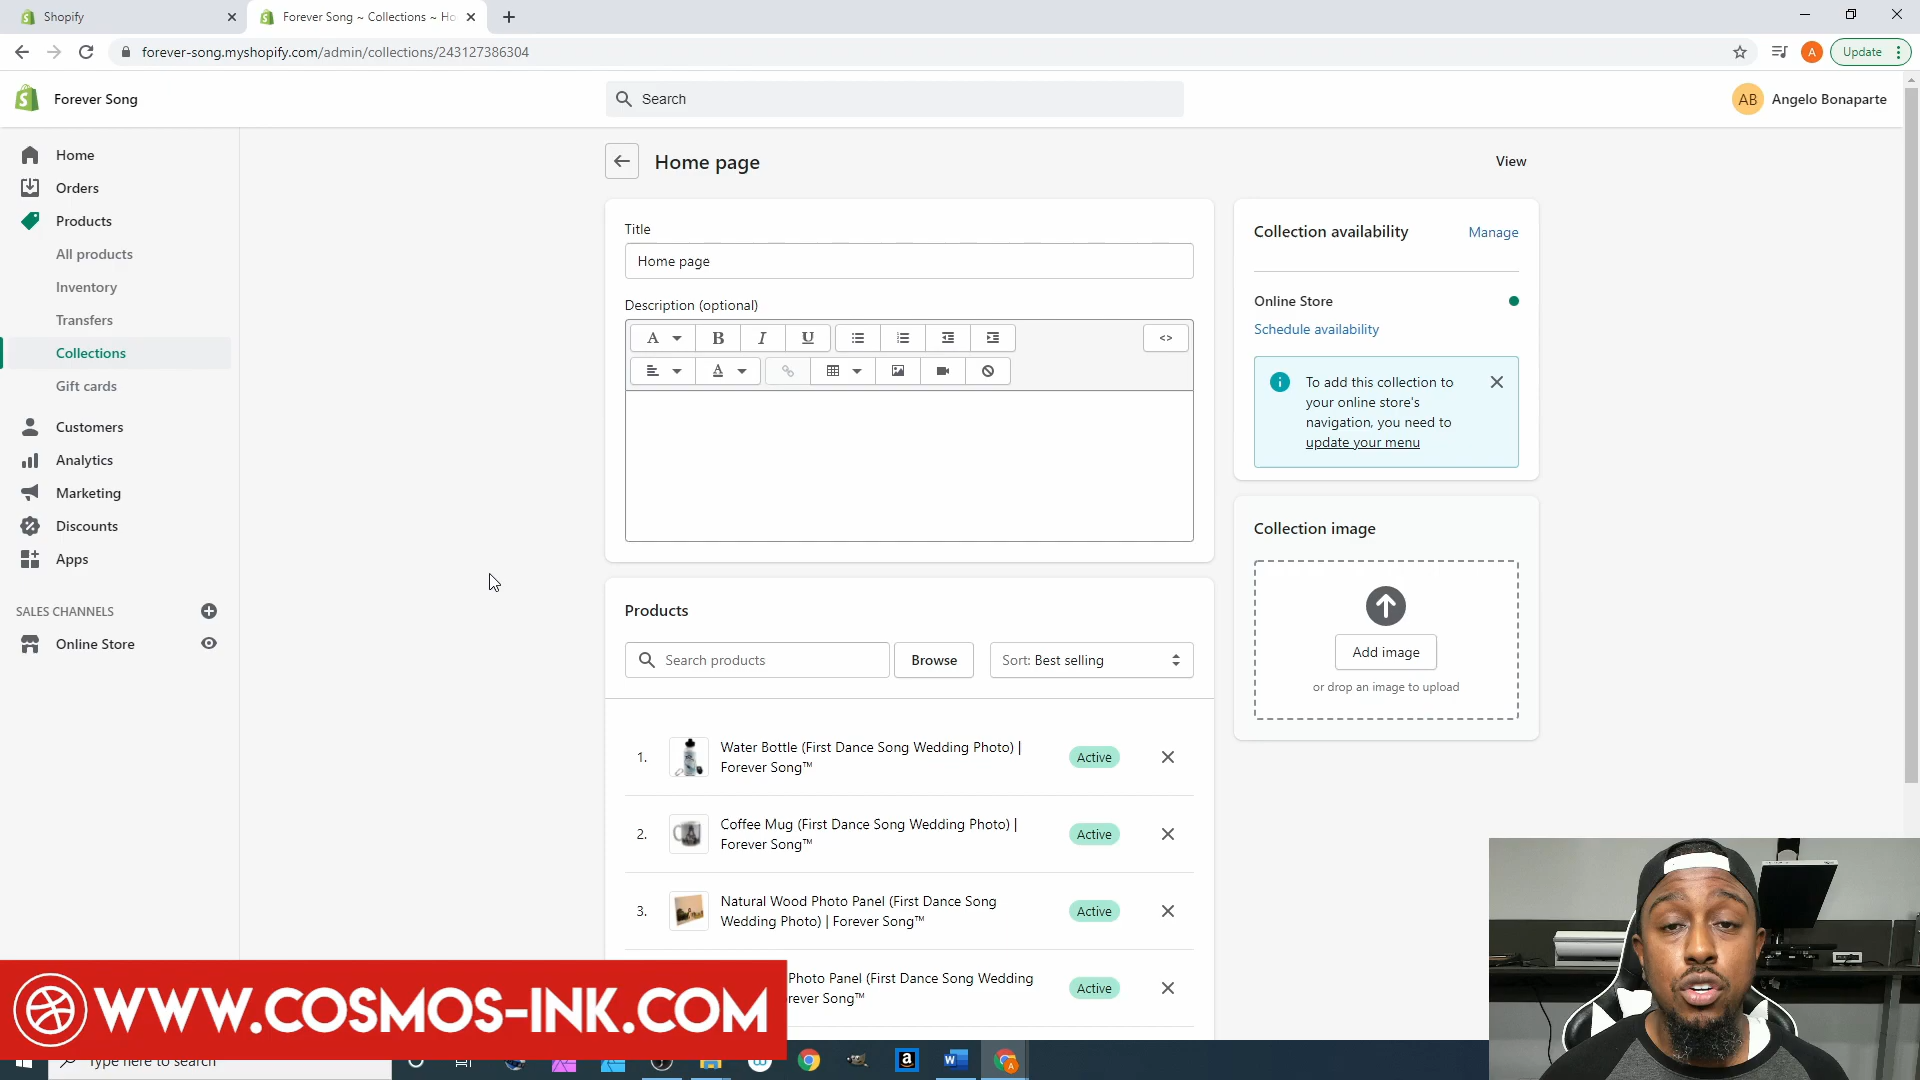 Shopify
Forever Song ~ Collections ~ Ho
forever-song.myshopify.com/admin/collections/243127386304
A
Update
Forever Song
Search
AB
Angelo Bonaparte
Home
Orders
Products
All products
Inventory
Transfers
Collections
Gift cards
Customers
Analytics
Marketing
Discounts
Apps
SALES CHANNELS
Online Store
Home page
View
Title
Home page
Description (optional)
A
B
I
U
<>
A
Products
Search products
Browse
Sort: Best selling
1.
Water Bottle (First Dance Song Wedding Photo) |
Forever Song™
Active
2.
Coffee Mug (First Dance Song Wedding Photo) |
Forever Song™
Active
3.
Natural Wood Photo Panel (First Dance Song
Wedding Photo) | Forever Song™
Active
Photo Panel (First Dance Song Wedding
Song™
Active
Collection availability
Manage
Online Store
Schedule availability
To add this collection to
your online store's
navigation, you need to
update your menu
Collection image
Add image
or drop an image to upload
WWW.COSMOS-INK.COM
Type here to search